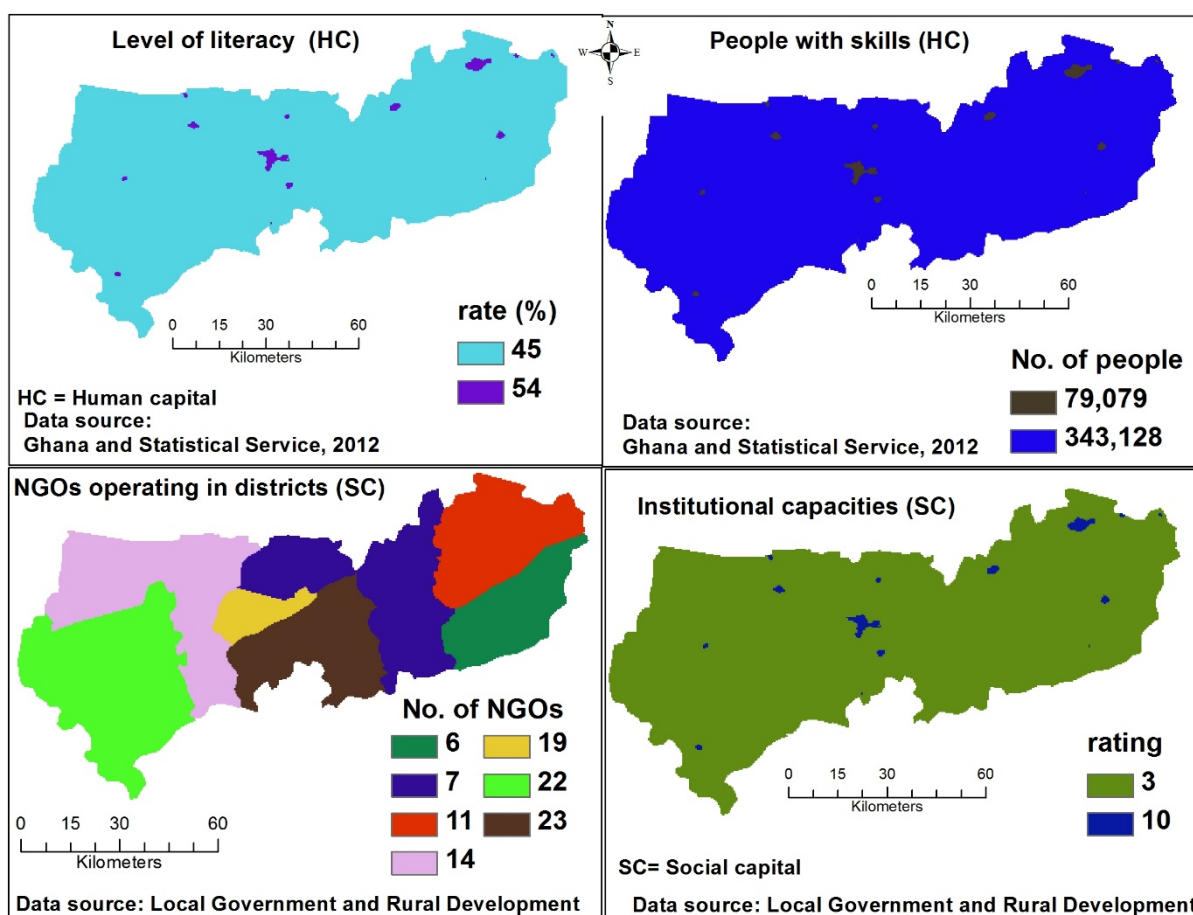 Level of literacy (HC)
N
W E
S
People with skills (HC)
0 15 30 60
Kilometers
rate (%)
45
54
HC = Human capital
Data source:
Ghana and Statistical Service, 2012
0 15 30 60
Kilometers
No. of people
79,079
343,128
Data source:
Ghana and Statistical Service, 2012
NGOs operating in districts (SC)
No. of NGOs
6 19
7 22
11 23
14
0 15 30 60
Kilometers
Data source: Local Government and Rural Development
Institutional capacities (SC)
rating
3
10
0 15 30 60
Kilometers
SC= Social capital
Data source: Local Government and Rural Development